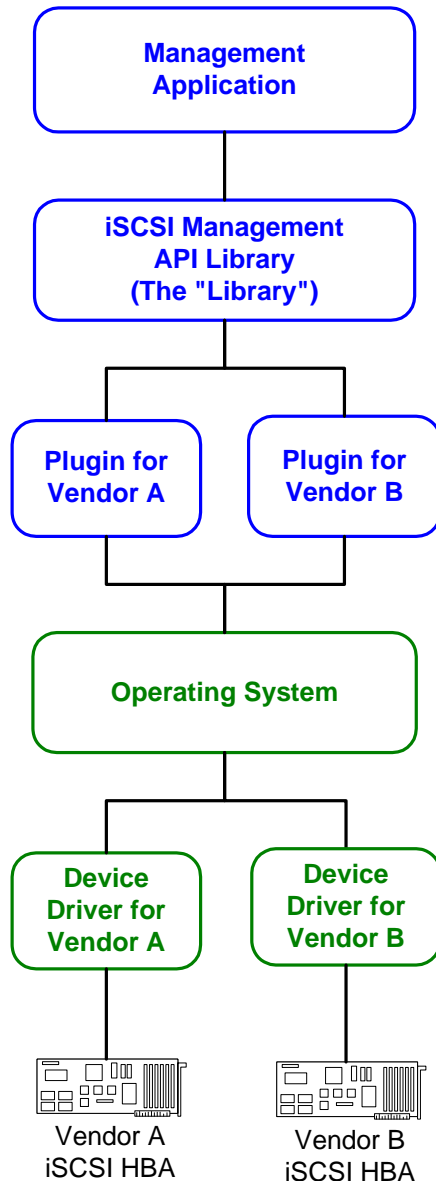 Management
Application
iSCSI Management
API Library
(The "Library")
Plugin for
Vendor A
Plugin for
Vendor B
Operating System
Device
Driver for
Vendor A
Device
Driver for
Vendor B
Vendor A
iSCSI HBA
Vendor B
iSCSI HBA